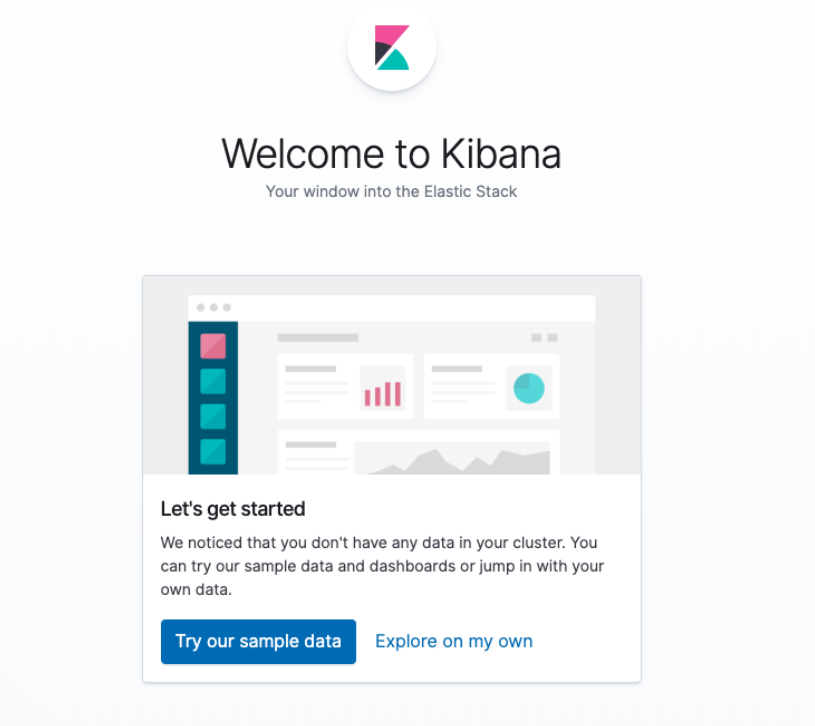 Welcome to Kibana
Your window into the Elastic Stack
Let's get started
We noticed that you don't have any data in your cluster. You
can try our sample data and dashboards or jump in with your
own data.
Try our sample data
Explore on my own